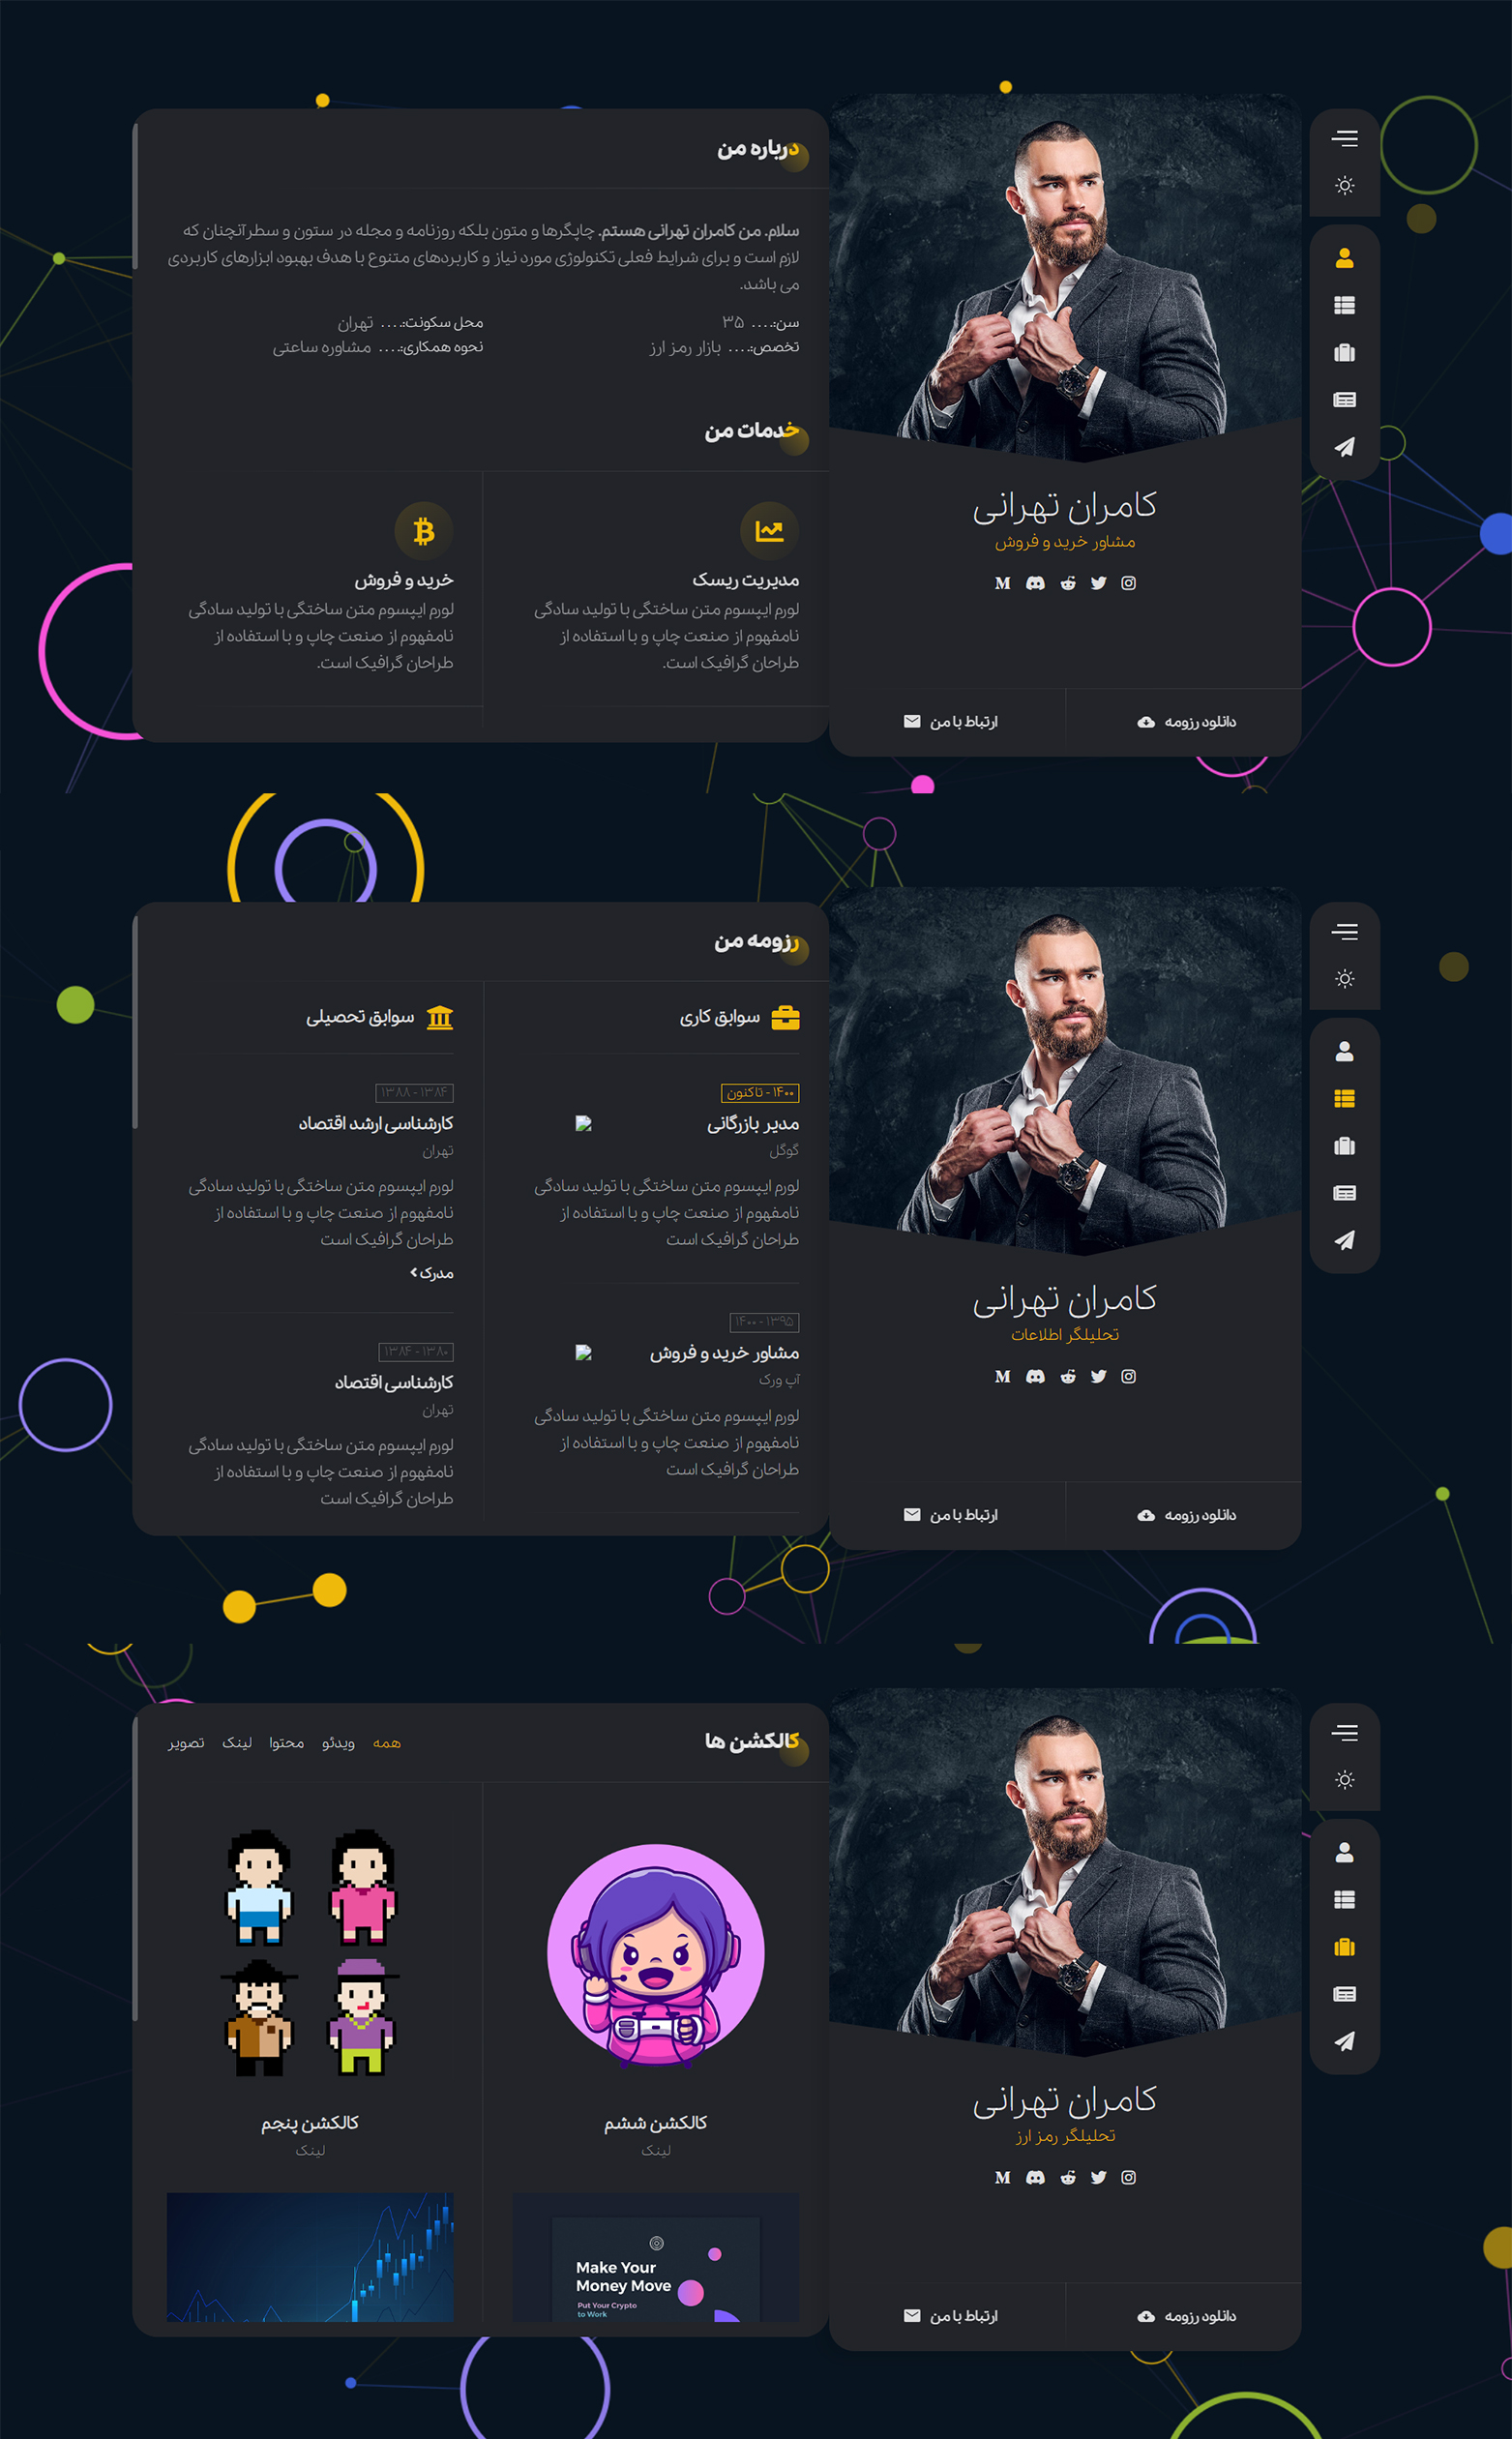 درباره من
سلام. من کامران تهرانی هستم. چاپگرها و متون بلکه روزنامه و مجله در ستون و سطرآنچنان که
لازم است و برای شرایط فعلی تکنولوژی مورد نیاز و کاربردهای متنوع با هدف بهبود ابزارهای کاربردی
می باشد.
سن:.... ۳۵
محل سکونت:.... تهران
تخصص:.... بازار رمز ارز
نحوه همکاری:.... مشاوره ساعتی
خدمات من
مدیریت ریسک
لورم ایپسوم متن ساختگی با تولید سادگی
نامفهوم از صنعت چاپ و با استفاده از
طراحان گرافیک است.
خرید و فروش
لورم ایپسوم متن ساختگی با تولید سادگی
نامفهوم از صنعت چاپ و با استفاده از
طراحان گرافیک است.
کامران تهرانی
مشاور خرید و فروش
دانلود رزومه
ارتباط با من
رزومه من
سوابق کاری
۱۴۰۰ - تاکنون
مدیر بازرگانی
گوگل
لورم ایپسوم متن ساختگی با تولید سادگی
نامفهوم از صنعت چاپ و با استفاده از
طراحان گرافیک است
۱۳۹۵ - ۱۴۰۰
مشاور خرید و فروش
آپ ورک
لورم ایپسوم متن ساختگی با تولید سادگی
نامفهوم از صنعت چاپ و با استفاده از
طراحان گرافیک است
سوابق تحصیلی
۱۳۸۴ - ۱۳۸۸
کارشناسی ارشد اقتصاد
تهران
لورم ایپسوم متن ساختگی با تولید سادگی
نامفهوم از صنعت چاپ و با استفاده از
طراحان گرافیک است
مدرک
۱۳۸۰ - ۱۳۸۴
کارشناسی اقتصاد
تهران
لورم ایپسوم متن ساختگی با تولید سادگی
نامفهوم از صنعت چاپ و با استفاده از
طراحان گرافیک است
کامران تهرانی
تحلیلگر اطلاعات
دانلود رزومه
ارتباط با من
کالکشن ها
همه ویدئو محتوا لینک تصویر
کالکشن ششم
لینک
کالکشن پنجم
لینک
Make Your
Money Move
Put Your Crypto
to Work
کامران تهرانی
تحلیلگر رمز ارز
دانلود رزومه
ارتباط با من